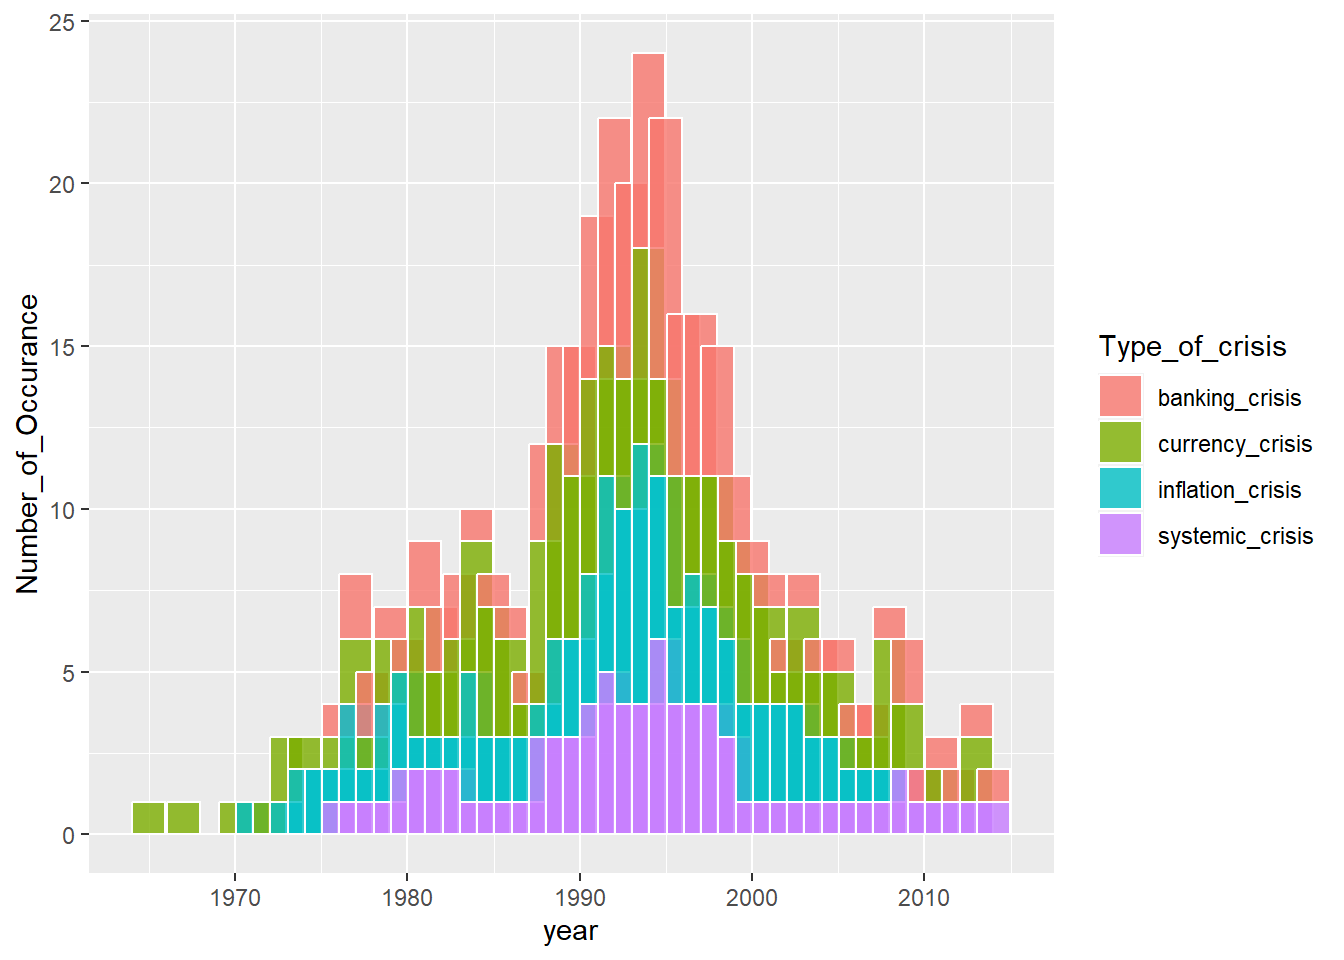 25
20
15
10
5
0
Number_of_Occurance
1970
1980
1990
2000
2010
year
Type_of_crisis
banking_crisis
currency_crisis
inflation_crisis
systemic_crisis